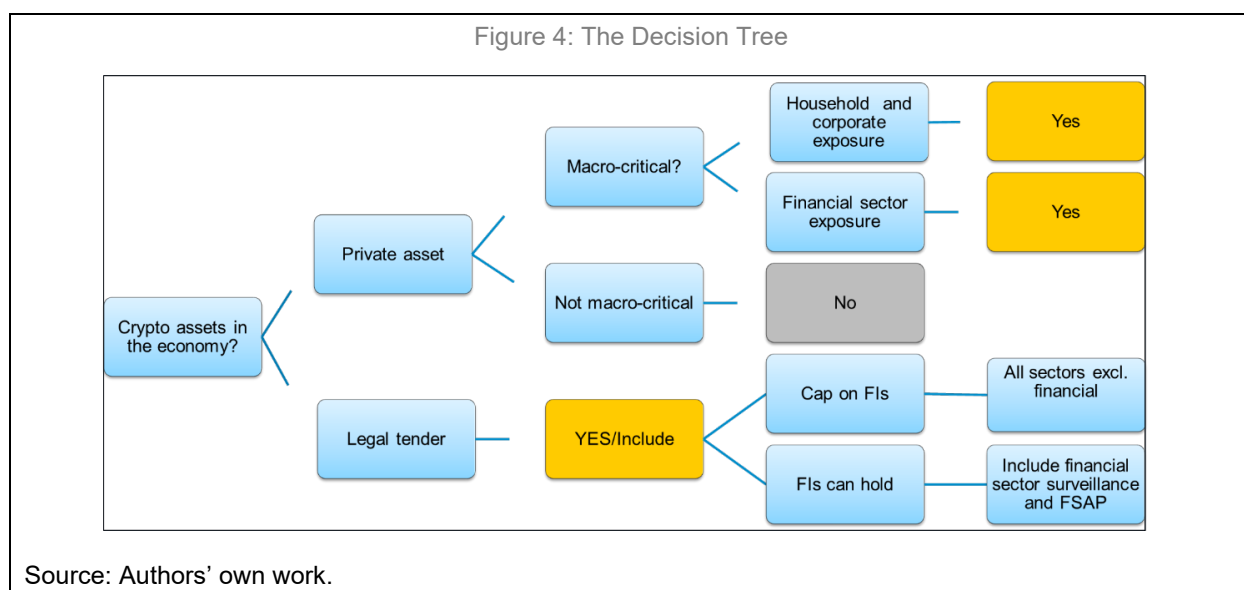 Figure 4: The Decision Tree
Household and
corporate
exposure
Yes
Macro-critical?
Financial sector
exposure
Yes
Private asset
Not macro-critical
No
Crypto assets in
the economy?
Cap on FIs
All sectors excl.
financial
Legal tender
YES/Include
FIs can hold
Include financial
sector surveillance
and FSAP
Source: Authors’ own work.